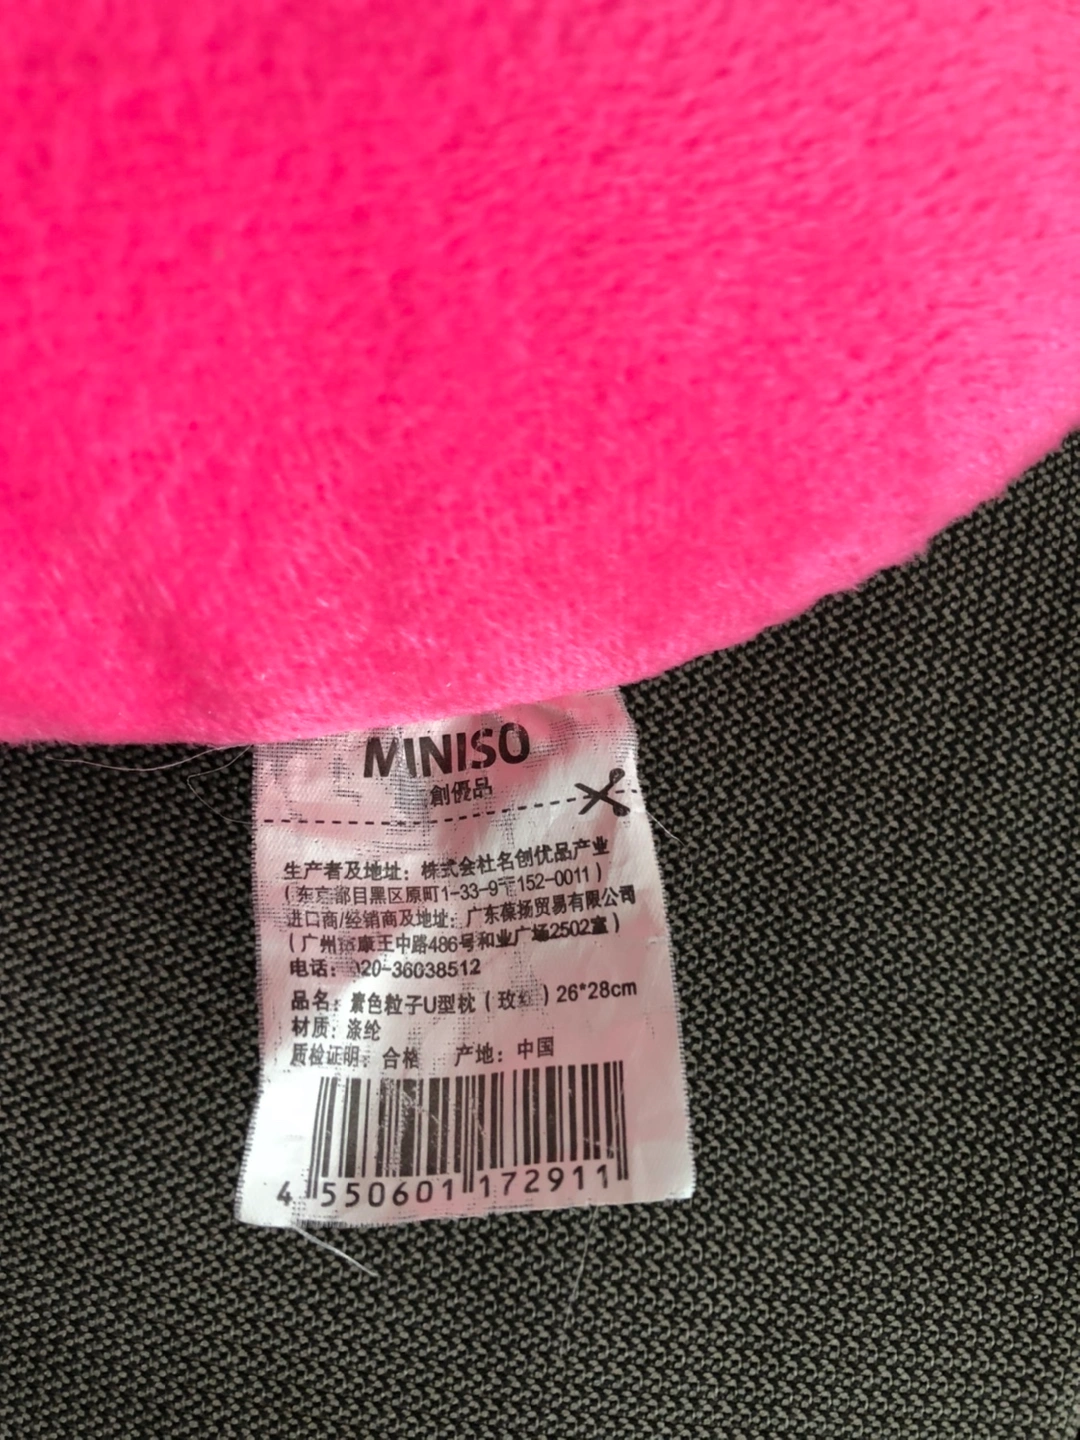 MINISO
創優品
生产者及地址：株式会社名创优品产业
（东京都目黑区原町1-33-9〒152-0011）
进口商/经销商及地址：广东葆扬贸易有限公司
（广州 康王中路486号和业广场2502室）
电话：020-36038512
品名：素色粒子U型枕（玫红）26*28cm
材质：涤纶
质检证明：合格 产地：中国
4 550601 172911